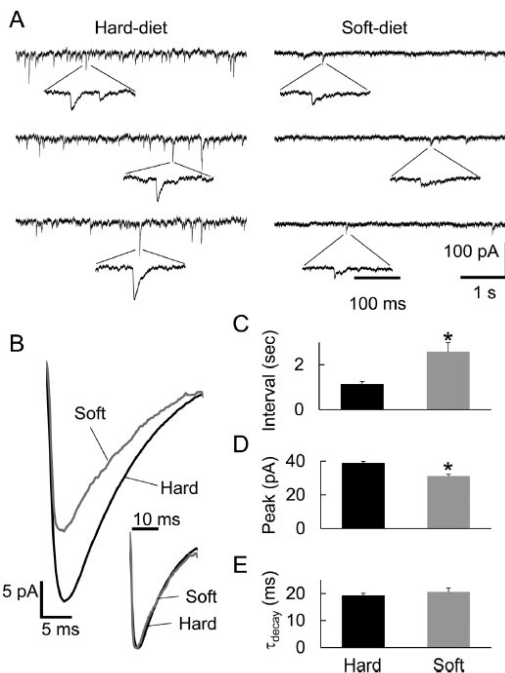 A
Hard-diet
Soft-diet
100 pA
100 ms
1 s
B
Soft
Hard
10 ms
Soft
Hard
5 pA
5 ms
C
Interval (sec)
2
0
*
D
Peak (pA)
40
20
0
*
E
τdecay (ms)
20
0
Hard
Soft